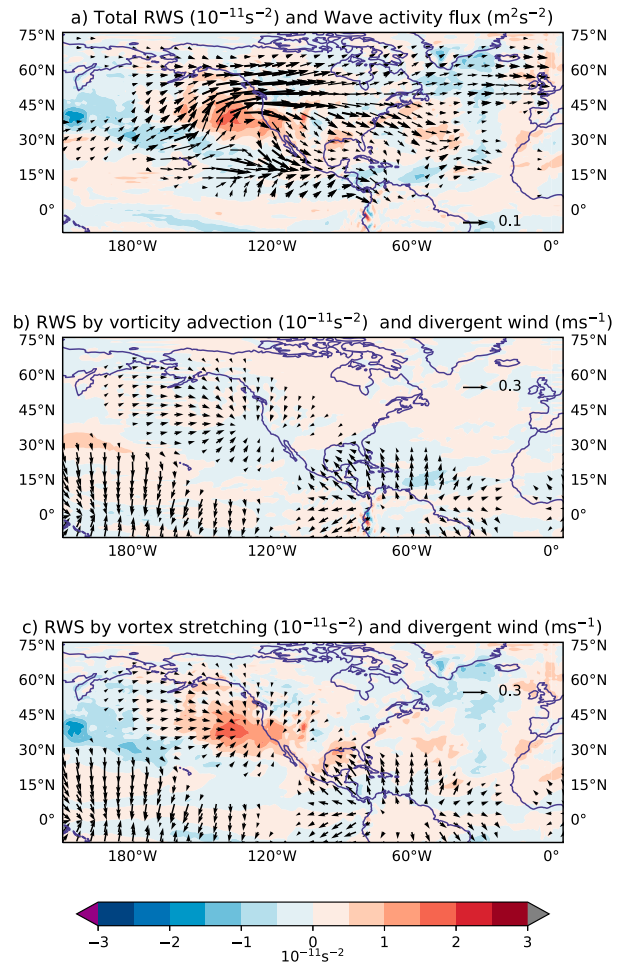 a) Total RWS (10⁻¹¹s⁻²) and Wave activity flux (m²s⁻²)
75°N 75°N
60°N 60°N
45°N 45°N
30°N 30°N
15°N 15°N
0° 0°
0.1
180°W 120°W 60°W 0°
b) RWS by vorticity advection (10⁻¹¹s⁻²) and divergent wind (ms⁻¹)
75°N 75°N
60°N 0.3 60°N
45°N 45°N
30°N 30°N
15°N 15°N
0° 0°
180°W 120°W 60°W 0°
c) RWS by vortex stretching (10⁻¹¹s⁻²) and divergent wind (ms⁻¹)
75°N 75°N
60°N 0.3 60°N
45°N 45°N
30°N 30°N
15°N 15°N
0° 0°
180°W 120°W 60°W 0°
−3 −2 −1 0 1 2 3
10⁻¹¹s⁻²